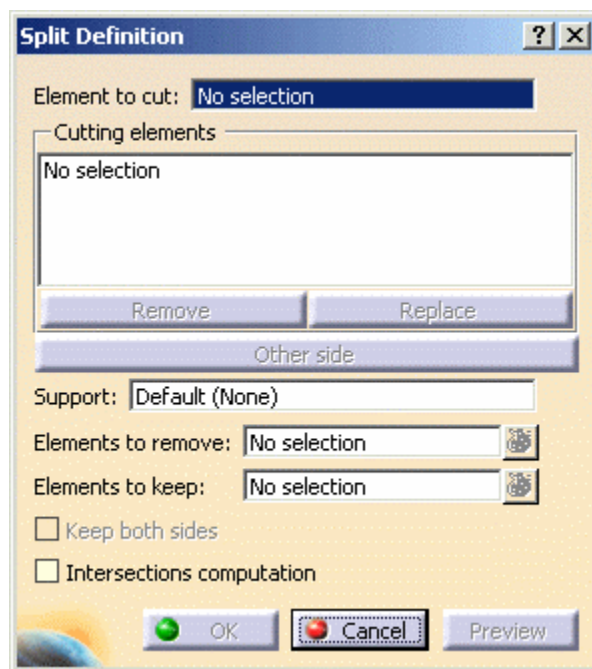 Split Definition
Element to cut: No selection
Cutting elements
No selection
Remove Replace
Other side
Support: Default (None)
Elements to remove: No selection
Elements to keep: No selection
Keep both sides
Intersections computation
OK Cancel Preview